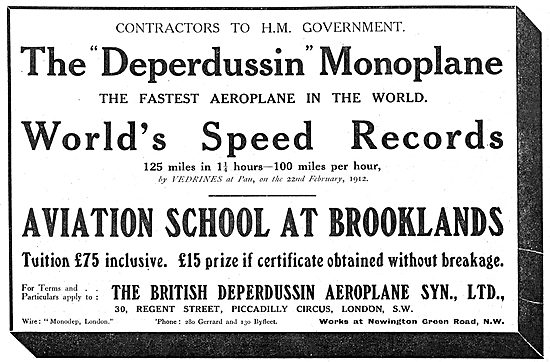 CONTRACTORS TO H.M. GOVERNMENT.
The "Deperdussin" Monoplane
THE FASTEST AEROPLANE IN THE WORLD.
World's Speed Records
125 miles in 1¼ hours—100 miles per hour,
by VEDRINES at Pau, on the 22nd February, 1912.
AVIATION SCHOOL AT BROOKLANDS
Tuition £75 inclusive. £15 prize if certificate obtained without breakage.
For Terms and . .
Particulars apply to :
THE BRITISH DEPERDUSSIN AEROPLANE SYN., LTD.,
30, REGENT STREET, PICCADILLY CIRCUS, LONDON, S.W.
Wire: "Monodep, London." 'Phone: 280 Gerrard and 130 Byfleet. Works at Newington Green Road, N.W.